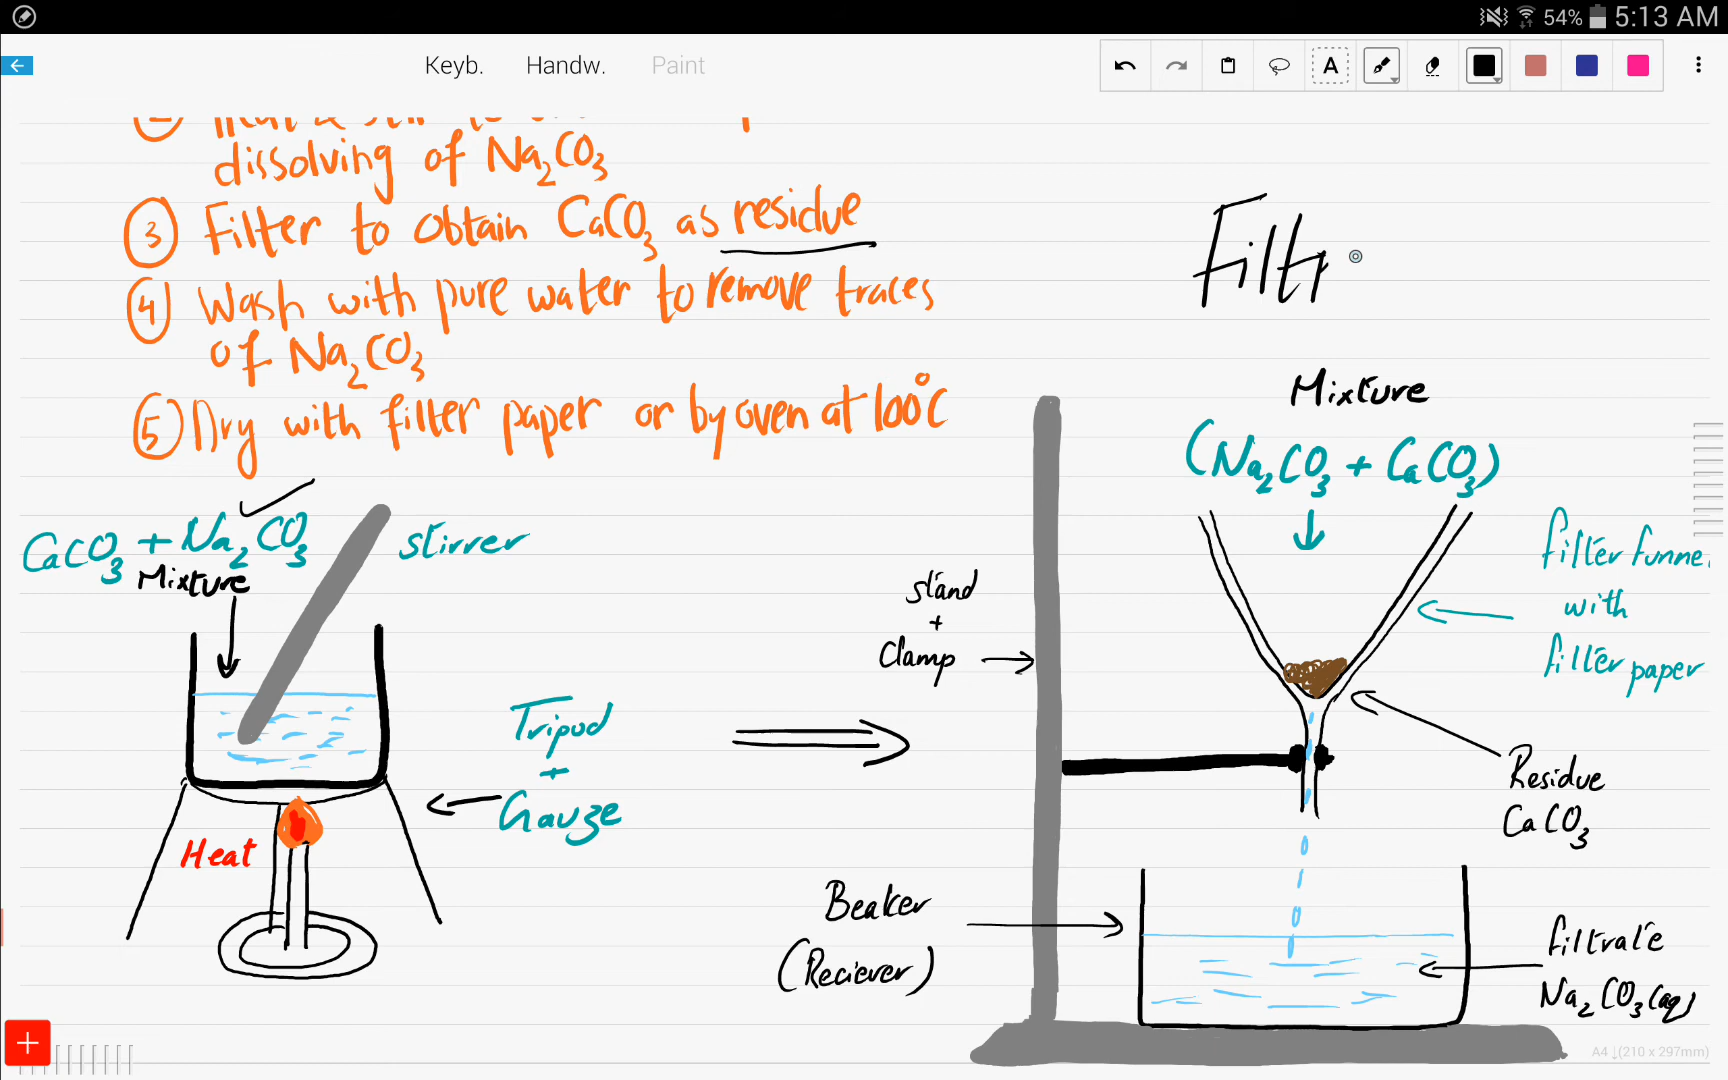 54% 5:13 AM
Keyb. Handw. Paint
A
dissolving of Na₂CO₃
③ Filter to obtain CaCO₃ as residue
④ Wash with pure water to remove traces
of Na₂CO₃
⑤ Dry with filter paper or by oven at 100°C
CaCO₃ + Na₂CO₃
Mixture
stirrer
Tripod
+
Gauze
Heat
Filtr
Mixture
(Na₂CO₃ + CaCO₃)
filter funne
with
filter paper
stand
+
Clamp
Residue
CaCO₃
Beaker
(Reciever)
filtrate
Na₂CO₃(aq)
A4 ↓(210 x 297mm)